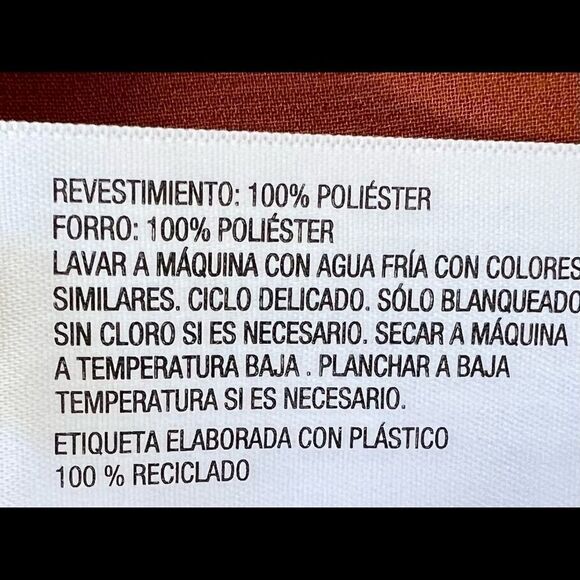 REVESTIMIENTO: 100% POLIÉSTER
FORRO: 100% POLIÉSTER
LAVAR A MÁQUINA CON AGUA FRÍA CON COLORES
SIMILARES. CICLO DELICADO. SÓLO BLANQUEADO
SIN CLORO SI ES NECESARIO. SECAR A MÁQUINA
A TEMPERATURA BAJA . PLANCHAR A BAJA
TEMPERATURA SI ES NECESARIO.
ETIQUETA ELABORADA CON PLÁSTICO
100 % RECICLADO